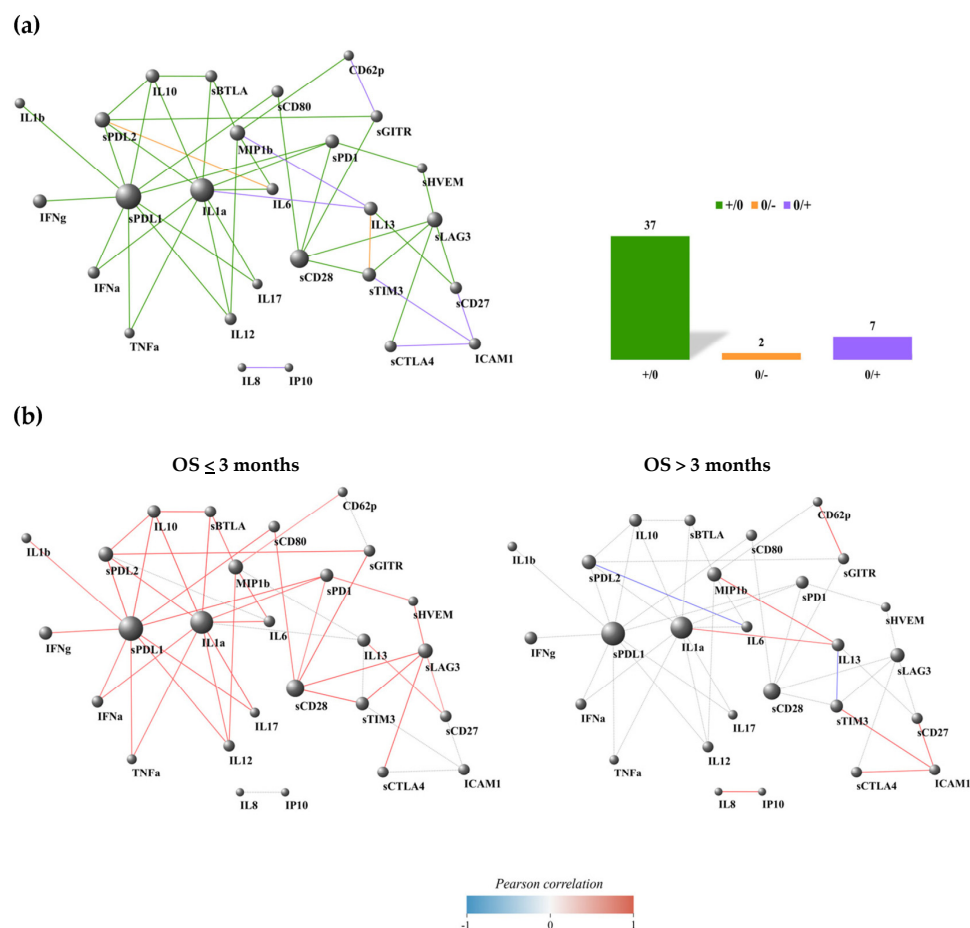 (a)
CD62p
IL10
sBTLA
sCD80
IL1b
sPDL2
sGITR
MIP1b
sPD1
sHVEM
IFNg
sPDL1
IL1a
IL6
IL13
sLAG3
sCD28
IFNa
IL17
sTIM3
sCD27
TNFa
IL12
sCTLA4
ICAM1
IL8
IP10
+/0 0/- 0/+
37
2
7
+/0
0/-
0/+
(b)
OS ≤ 3 months
CD62p
IL10
sBTLA
sCD80
IL1b
sPDL2
sGITR
MIP1b
sPD1
sHVEM
IFNg
sPDL1
IL1a
IL6
IL13
sLAG3
sCD28
IFNa
IL17
sTIM3
sCD27
TNFa
IL12
sCTLA4
ICAM1
IL8
IP10
OS > 3 months
CD62p
IL10
sBTLA
sCD80
IL1b
sPDL2
sGITR
MIP1b
sPD1
sHVEM
IFNg
sPDL1
IL1a
IL6
IL13
sLAG3
sCD28
IFNa
IL17
sTIM3
sCD27
TNFa
IL12
sCTLA4
ICAM1
IL8
IP10
Pearson correlation
-1
0
1